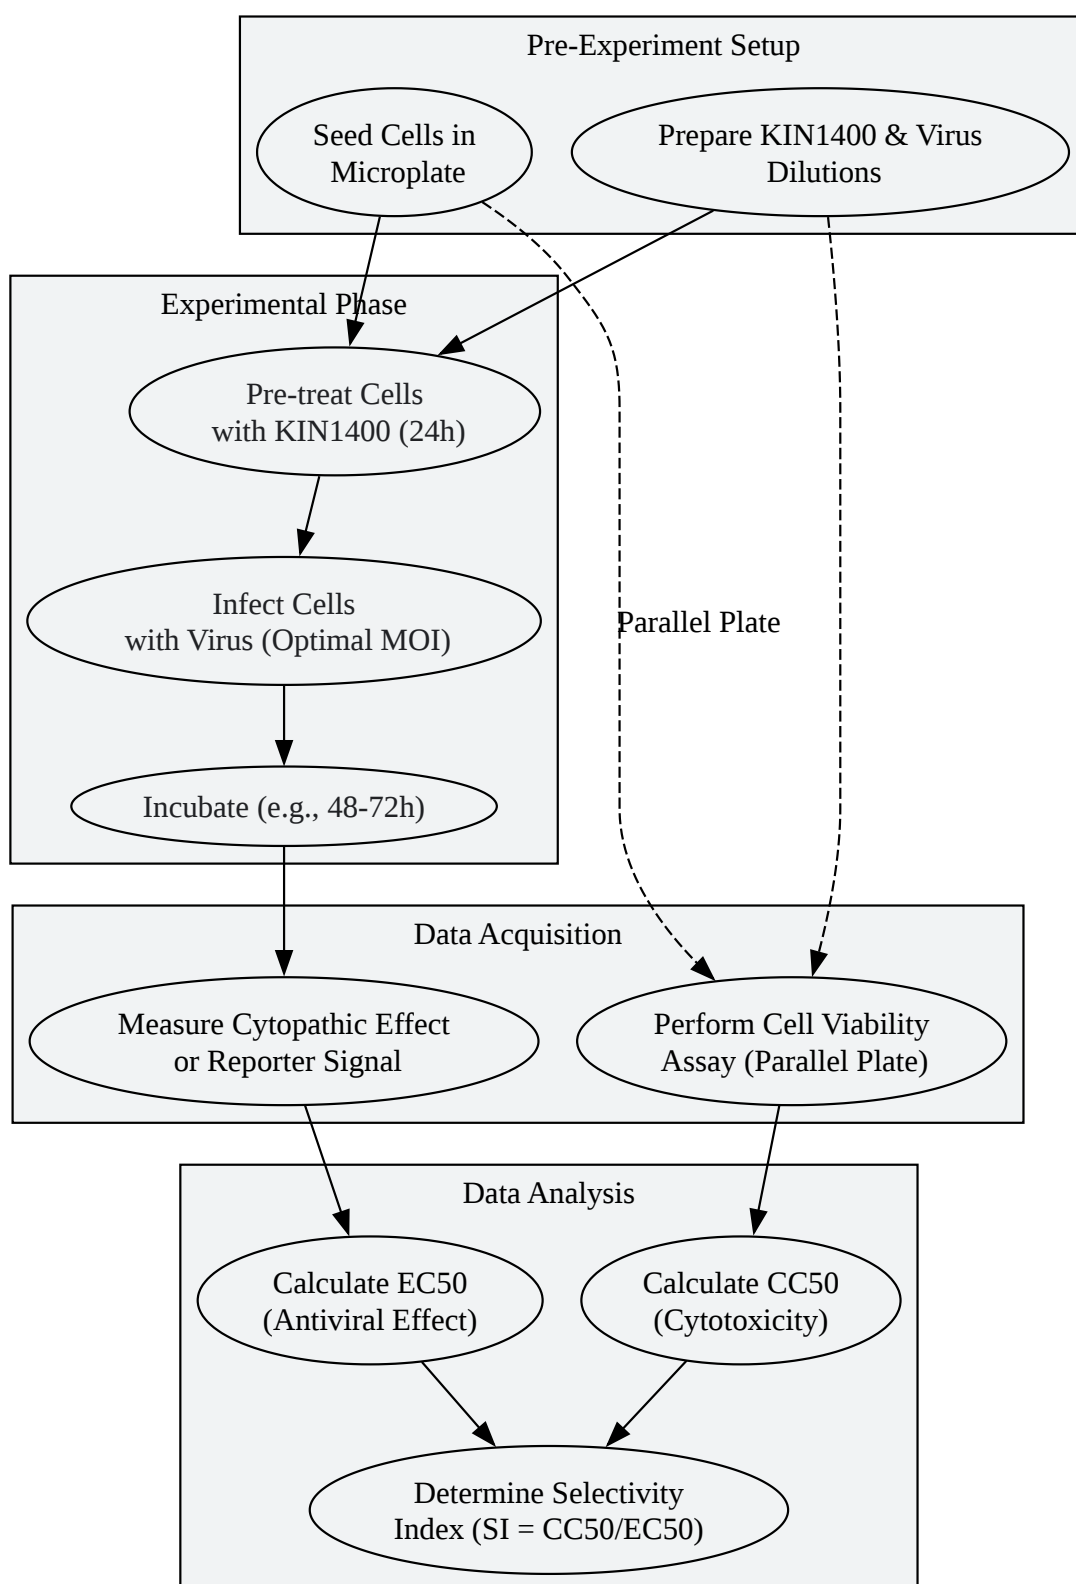 Pre-Experiment Setup
Seed Cells in
Microplate
Prepare KIN1400 & Virus
Dilutions
Experimental Phase
Pre-treat Cells
with KIN1400 (24h)
Infect Cells
with Virus (Optimal MOI)
Parallel Plate
Incubate (e.g., 48-72h)
Data Acquisition
Measure Cytopathic Effect
or Reporter Signal
Perform Cell Viability
Assay (Parallel Plate)
Data Analysis
Calculate EC50
(Antiviral Effect)
Calculate CC50
(Cytotoxicity)
Determine Selectivity
Index (SI = CC50/EC50)